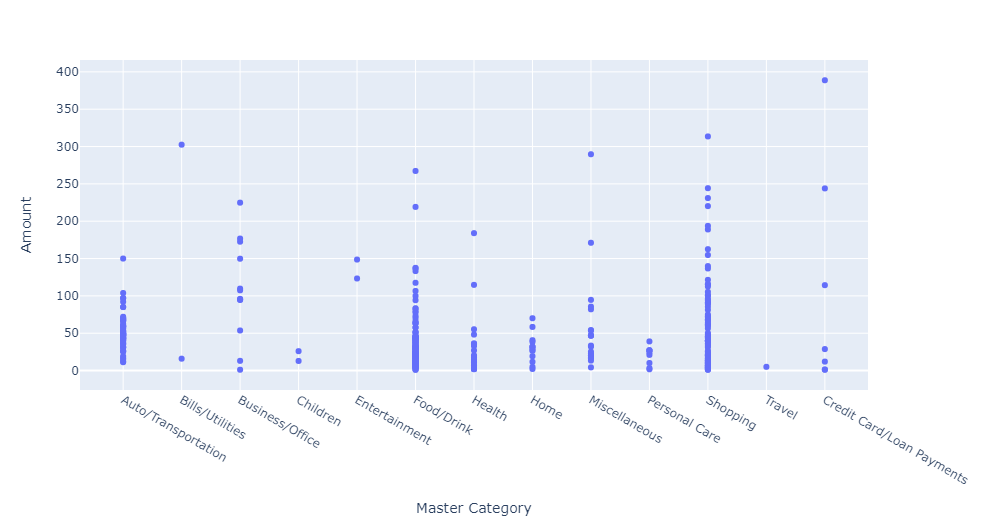 400
350
300
250
200
150
100
50
0
Amount
Auto/Transportation
Bills/Utilities
Business/Office
Children
Entertainment
Food/Drink
Health
Home
Miscellaneous
Personal Care
Shopping
Travel
Credit Card/Loan Payments
Master Category